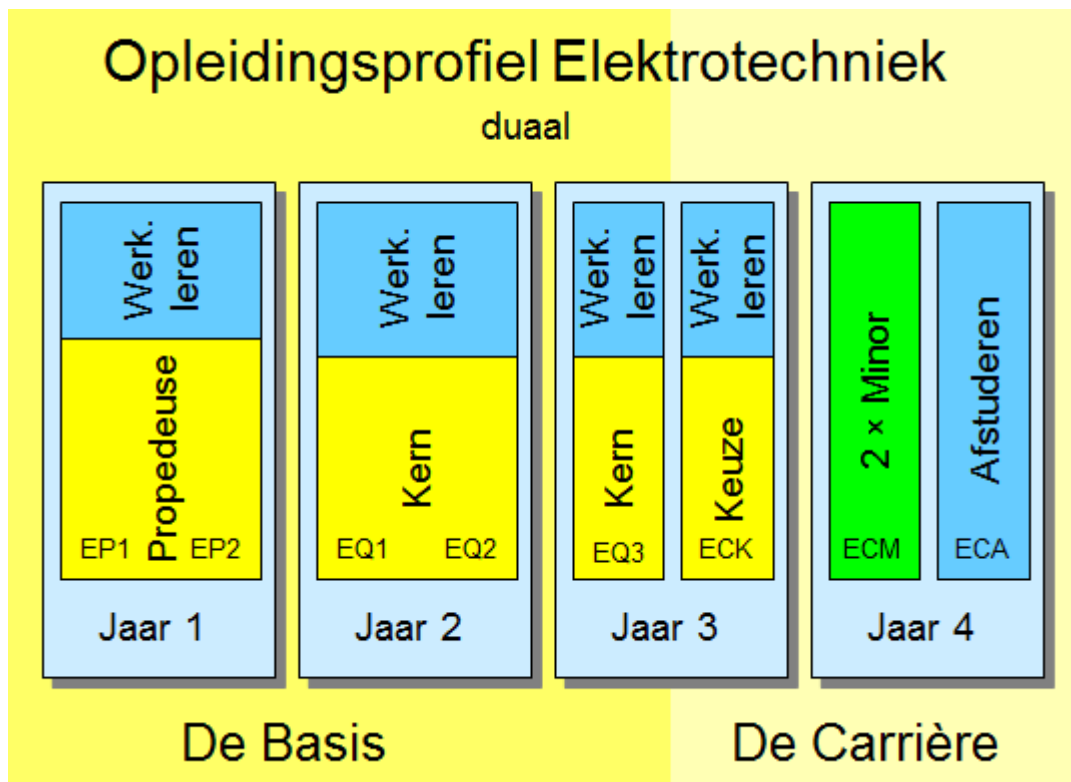 Opleidingsprofiel Elektrotechniek
duaal
Werk.
leren
Propedeuse
EP1
EP2
Jaar 1
Werk.
leren
Kern
EQ1
EQ2
Jaar 2
Werk.
leren
Kern
EQ3
Werk.
leren
Keuze
ECK
Jaar 3
2 × Minor
ECM
Afstuderen
ECA
Jaar 4
De Basis
De Carrière